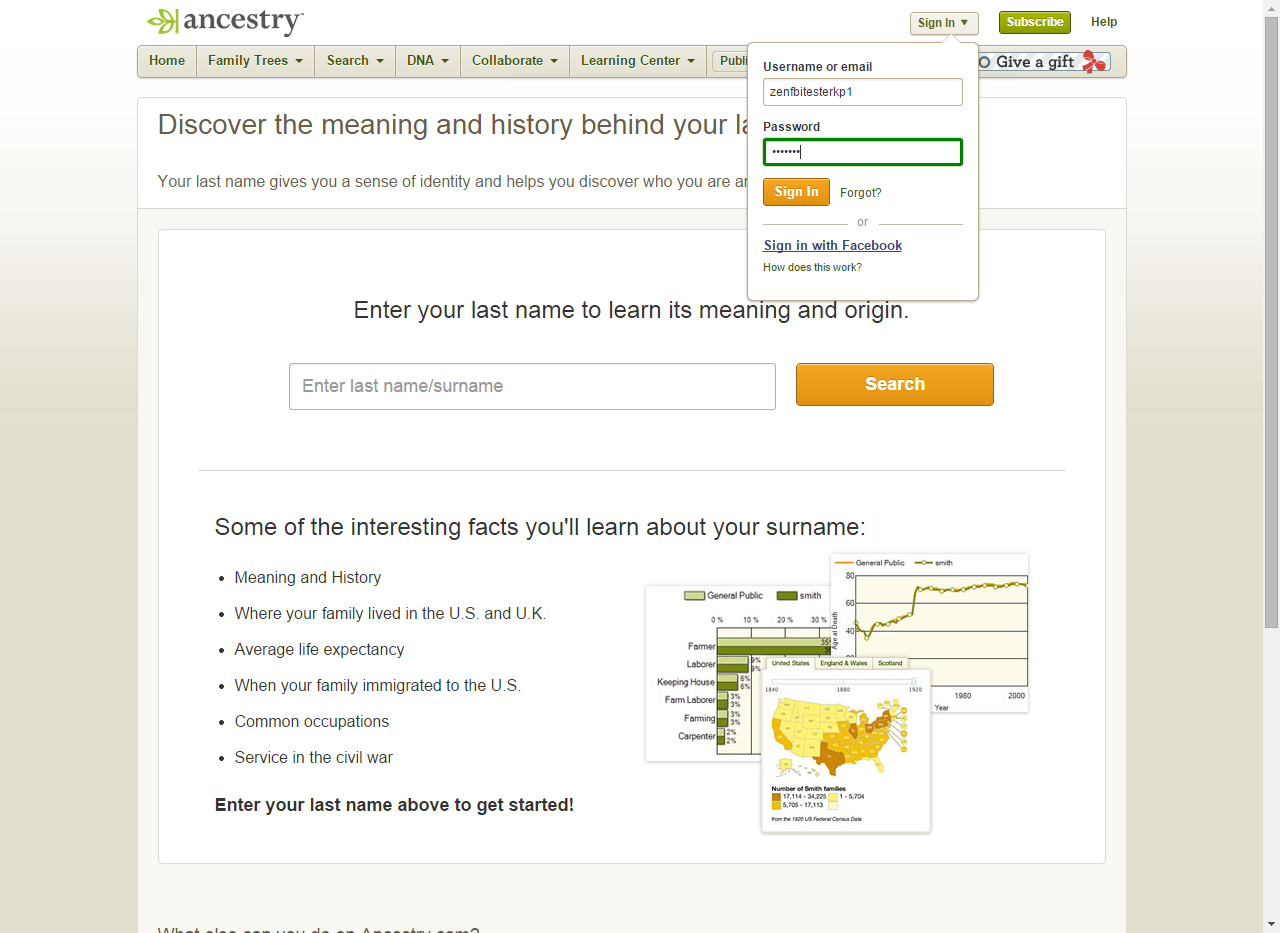 ancestry™
Sign In ▼
Subscribe
Help
Home
Family Trees
Search
DNA
Collaborate
Learning Center
Give a gift
Username or email
zenfbitesterkp1
Password
•••••••
Sign In
Forgot?
or
Sign in with Facebook
How does this work?
Discover the meaning and history behind your
Your last name gives you a sense of identity and helps you discover who you are
Enter your last name to learn its meaning and origin.
Enter last name/surname
Search
Some of the interesting facts you'll learn about your surname:
• Meaning and History
• Where your family lived in the U.S. and U.K.
• Average life expectancy
• When your family immigrated to the U.S.
• Common occupations
• Service in the civil war
Enter your last name above to get started!
General Public smith
0 % 10 % 20 % 30 %
Farmer 35%
Laborer 9% 9%
Keeping House 6% 6%
Farm Laborer 3% 3%
Farming 3% 3%
Carpenter 2% 2%
General Public smith
80
60
40
Age at Death
1980 2000
Year
United States England & Wales Scotland
1840 1880 1920
Number of Smith families
17,114 - 34,225 1 - 5,704
5,705 - 17,113
from the 1920 US Federal Census Data
What else can you do on Ancestry.com?